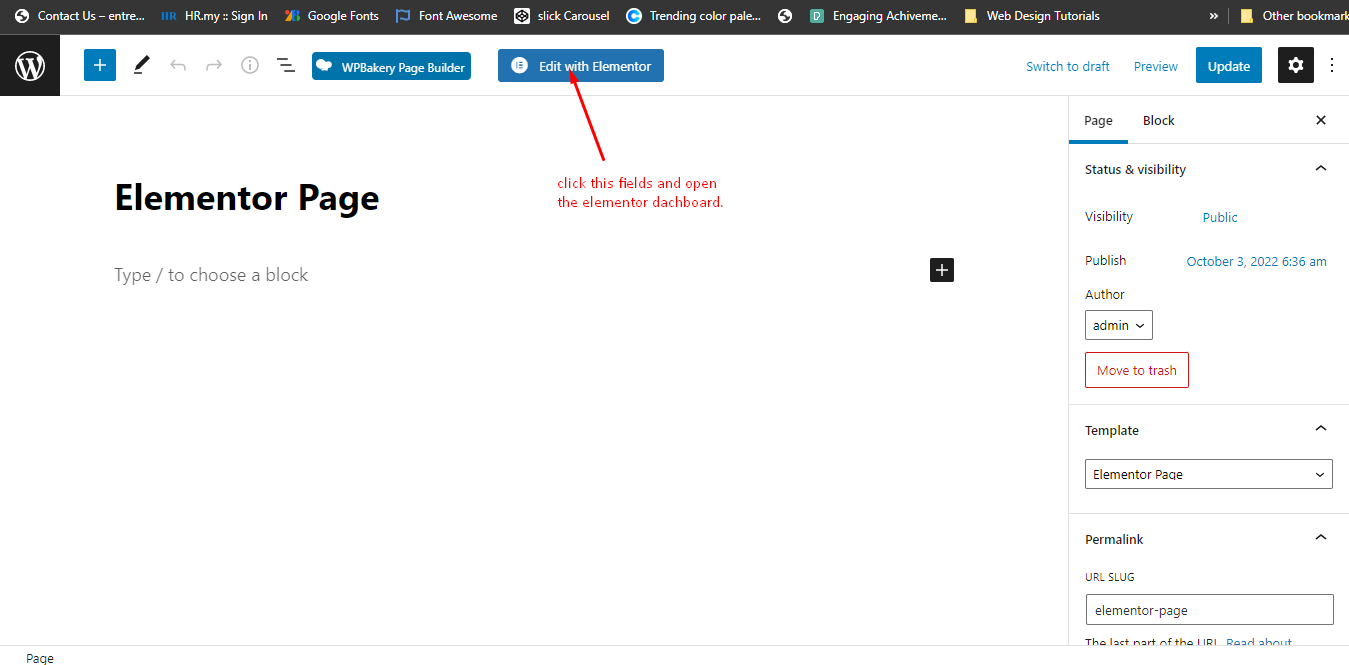 Contact Us – entre...
HR HR.my :: Sign In
Google Fonts
Font Awesome
slick Carousel
Trending color pale...
D Engaging Achiveme...
Web Design Tutorials
»
Other bookmark
WPBakery Page Builder
Edit with Elementor
Switch to draft
Preview
Update
Page
Block
Elementor Page
click this fields and open
the elementor dachboard.
Type / to choose a block
Status & visibility
Visibility
Public
Publish
October 3, 2022 6:36 am
Author
admin
Move to trash
Template
Elementor Page
Permalink
URL SLUG
elementor-page
The last part of the URL. Read about
Page